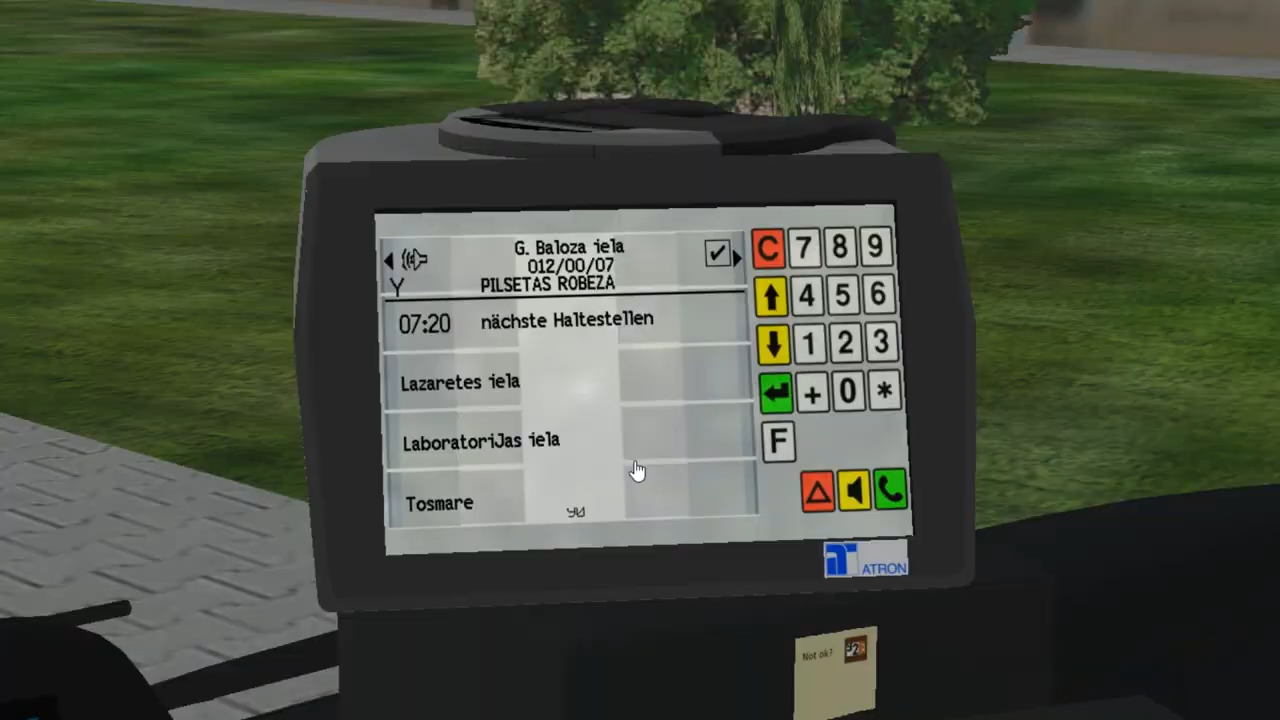 G. Baloza iela
012/00/07
Y PILSETAS ROBEZA
07:20 nächste Haltestellen
Lazaretes iela
LaboratoriJas iela
Tosmare
C 7 8 9
4 5 6
1 2 3
+ 0 *
F
ATRON
Not ok?